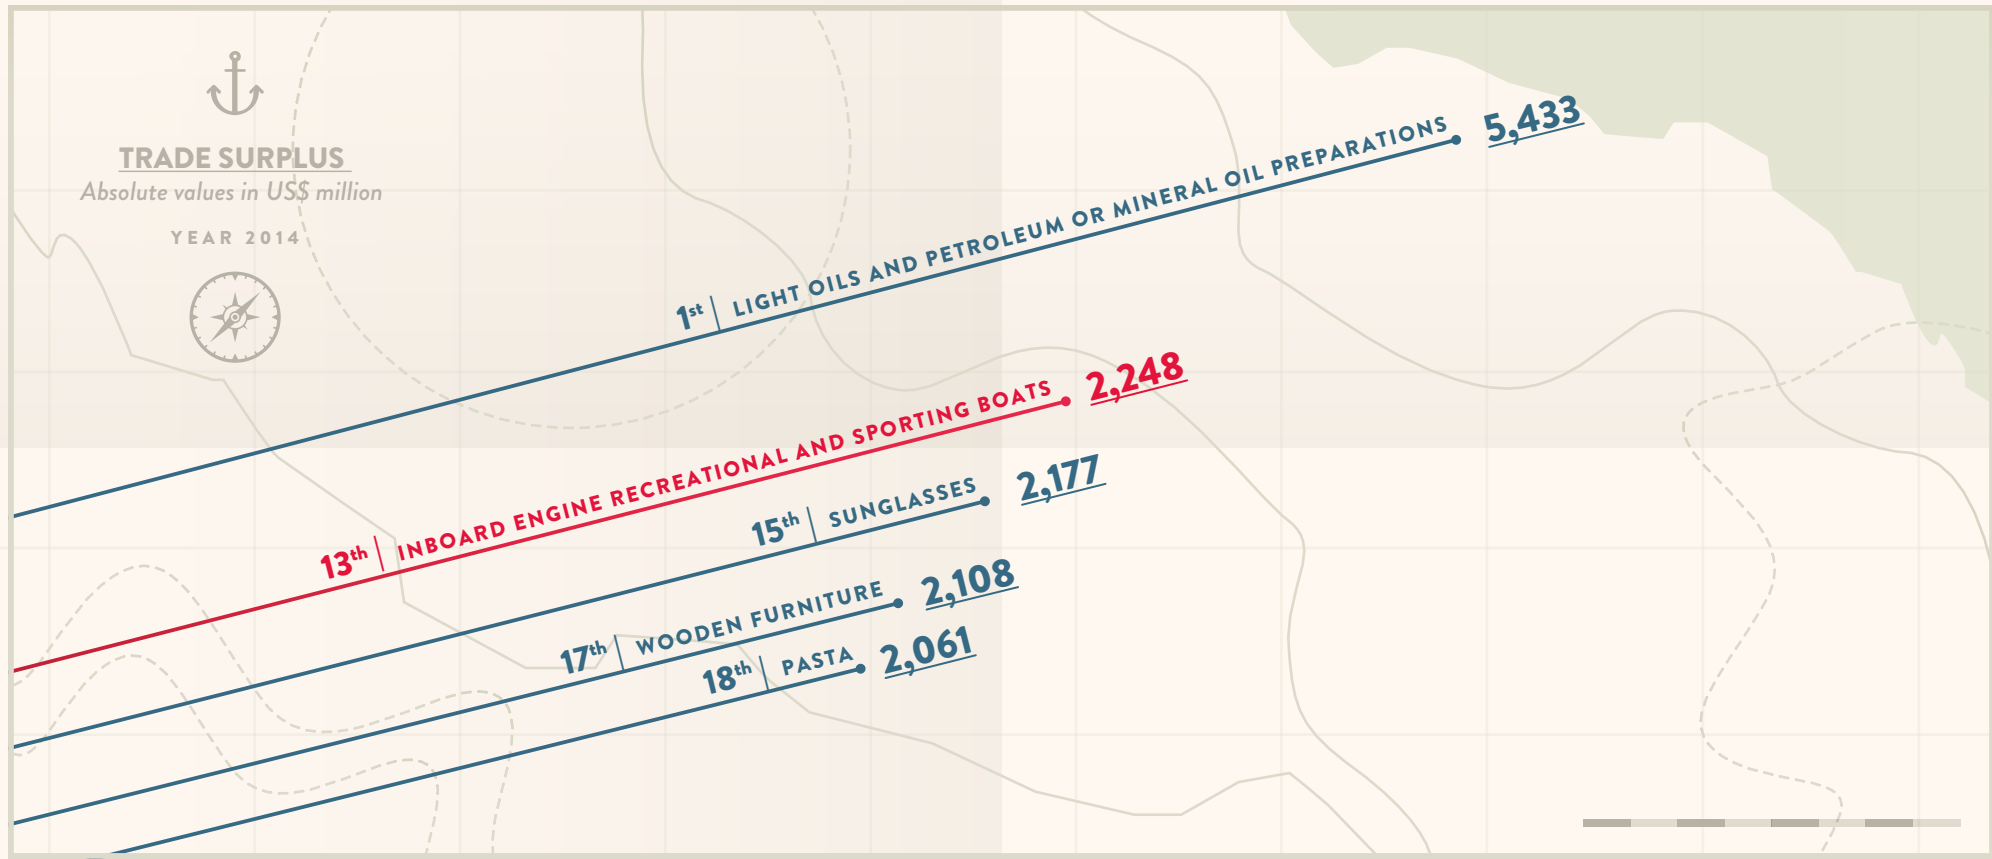 TRADE SURPLUS
Absolute values in US$ million
YEAR 2014
1st | LIGHT OILS AND PETROLEUM OR MINERAL OIL PREPARATIONS 5,433
13th | INBOARD ENGINE RECREATIONAL AND SPORTING BOATS 2,248
15th | SUNGLASSES 2,177
17th | WOODEN FURNITURE 2,108
18th | PASTA 2,061